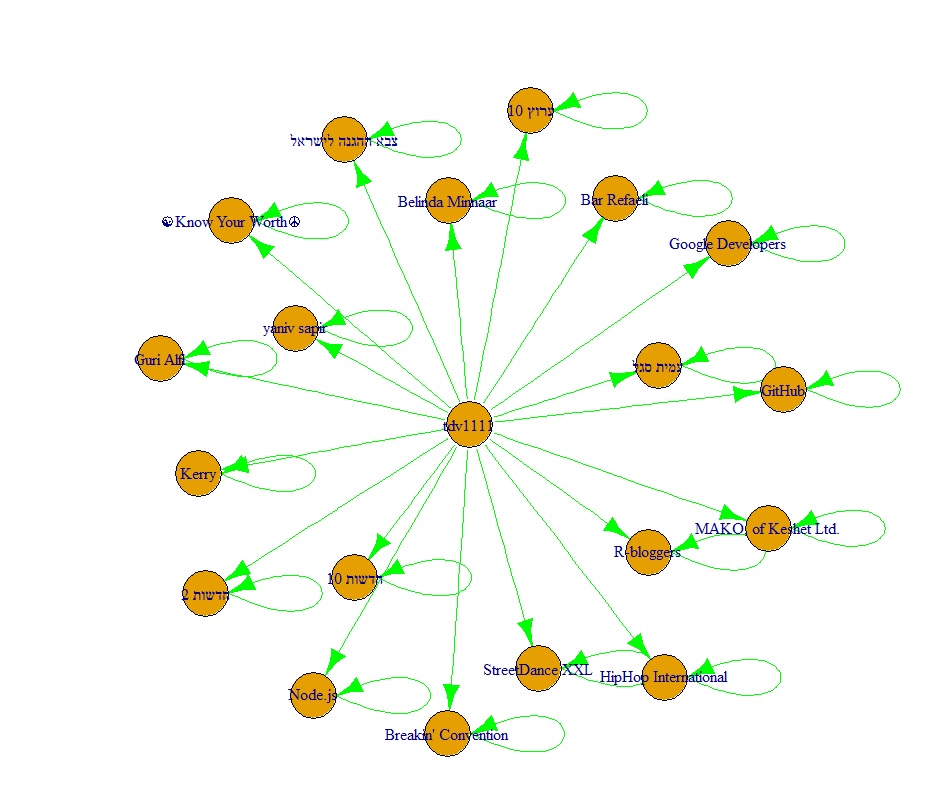 ערוץ 10
צבא ההגנה לישראל
Belinda Minnaar
Bar Refaeli
☯Know Your Worth☮
Google Developers
yaniv sapir
Guri Alfi
עמית סגל
GitHub
tdv1111
Kerry
MAKO, of Keshet Ltd.
R-bloggers
חדשות 10
חדשות 2
StreetDance XXL
HipHop International
Node.js
Breakin' Convention